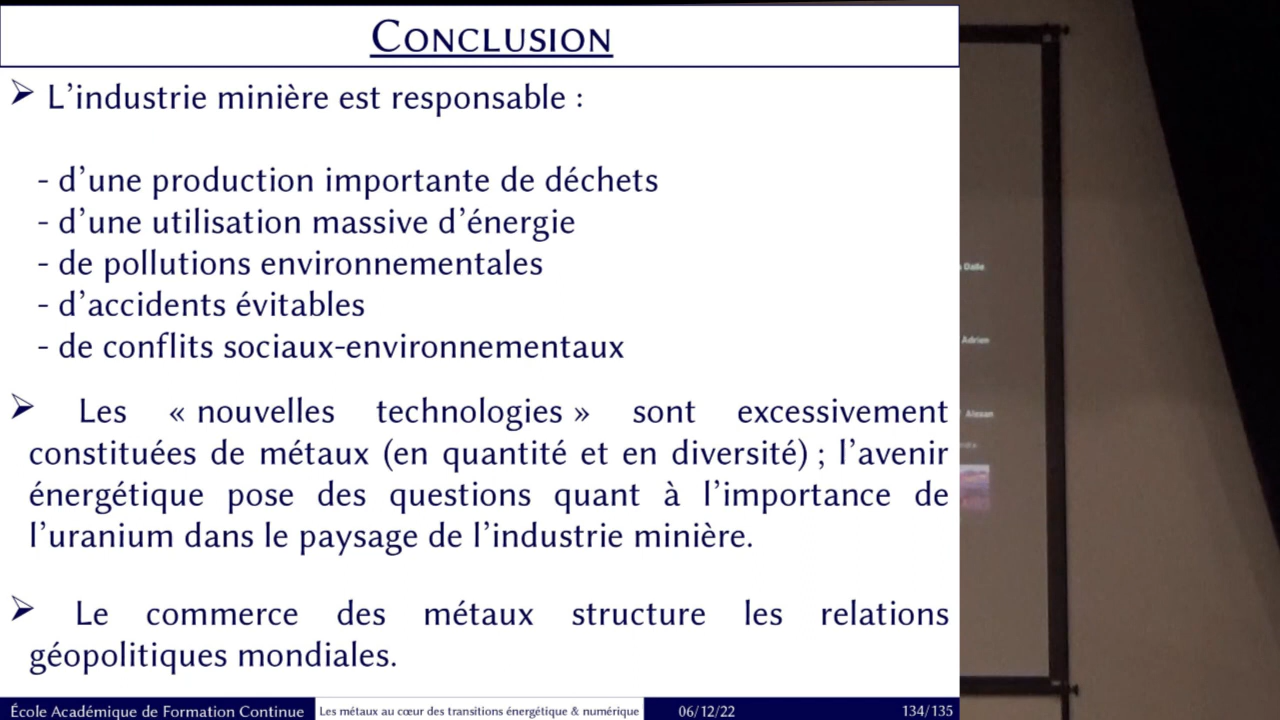 CONCLUSION
➢ L’industrie minière est responsable :
- d’une production importante de déchets
- d’une utilisation massive d’énergie
- de pollutions environnementales
- d’accidents évitables
- de conflits sociaux-environnementaux
➢ Les « nouvelles technologies » sont excessivement
constituées de métaux (en quantité et en diversité) ; l’avenir
énergétique pose des questions quant à l’importance de
l’uranium dans le paysage de l’industrie minière.
➢ Le commerce des métaux structure les relations
géopolitiques mondiales.
École Académique de Formation Continue
Les métaux au cœur des transitions énergétique & numérique
06/12/22
134/135
Dalle
Adrien